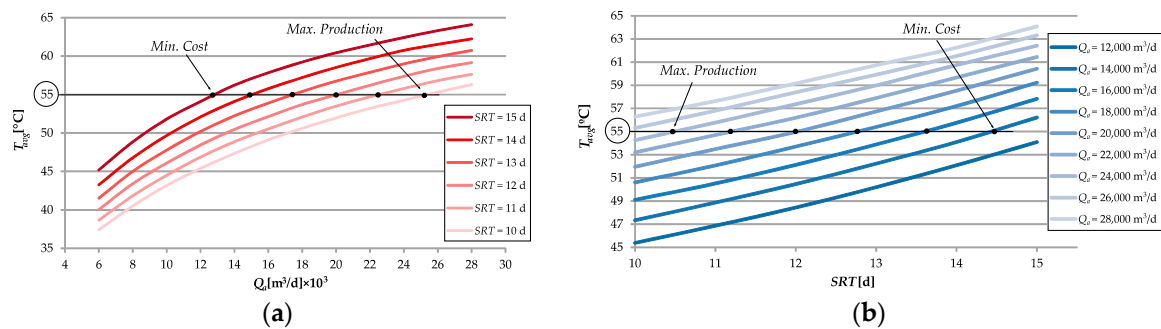 65
60
55
50
45
40
35
T_avg[°C]
Min. Cost
Max. Production
SRT = 15 d
SRT = 14 d
SRT = 13 d
SRT = 12 d
SRT = 11 d
SRT = 10 d
4 6 8 10 12 14 16 18 20 22 24 26 28 30
Q_a[m³/d]×10³
(a)
65
63
61
59
57
55
53
51
49
47
45
T_avg[°C]
Max. Production
Min. Cost
Q_a = 12,000 m³/d
Q_a = 14,000 m³/d
Q_a = 16,000 m³/d
Q_a = 18,000 m³/d
Q_a = 20,000 m³/d
Q_a = 22,000 m³/d
Q_a = 24,000 m³/d
Q_a = 26,000 m³/d
Q_a = 28,000 m³/d
10 11 12 13 14 15
SRT[d]
(b)